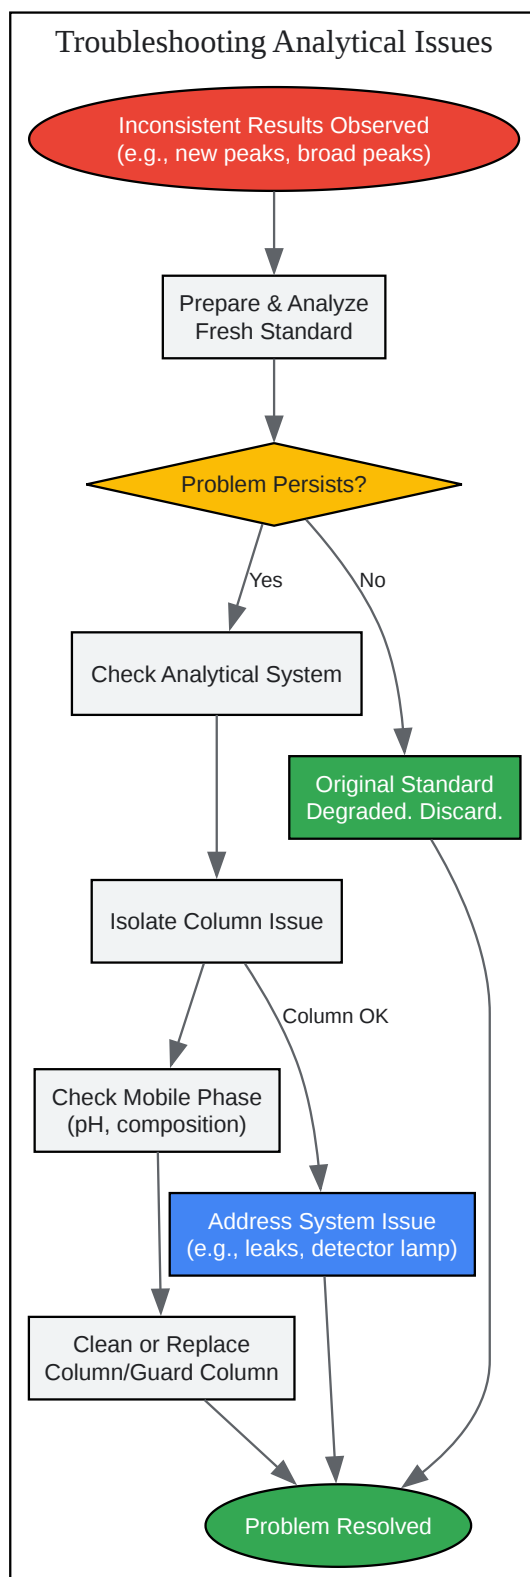 Troubleshooting Analytical Issues
Inconsistent Results Observed
(e.g., new peaks, broad peaks)
Prepare & Analyze
Fresh Standard
Problem Persists?
Yes
No
Check Analytical System
Original Standard
Degraded. Discard.
Isolate Column Issue
Column OK
Check Mobile Phase
(pH, composition)
Address System Issue
(e.g., leaks, detector lamp)
Clean or Replace
Column/Guard Column
Problem Resolved